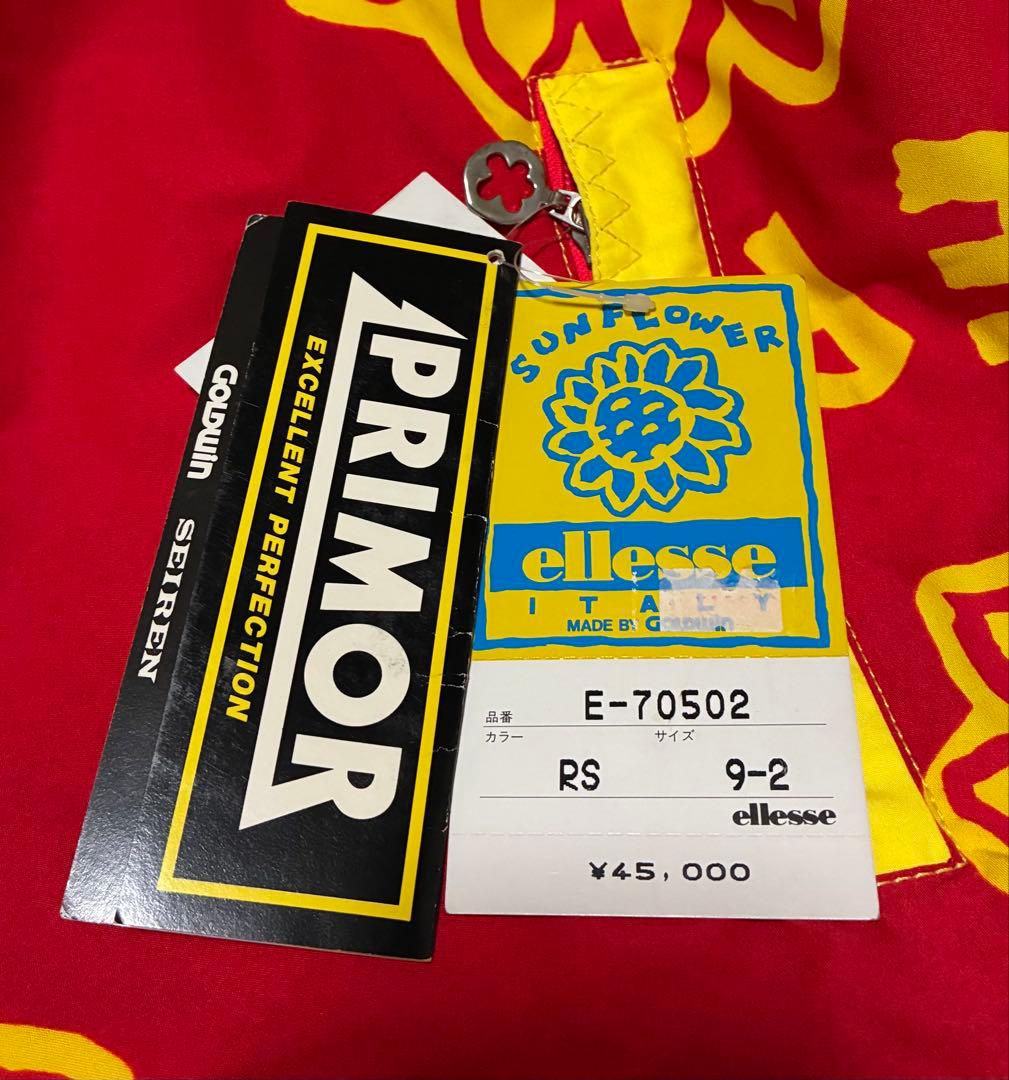 GOLDWIN SEIREN
PRIMOR
EXCELLENT PERFECTION
SUNFLOWER
ellesse
ITALY
MADE BY GOLDWIN
品番 E-70502
カラー サイズ
RS 9-2
ellesse
¥45,000